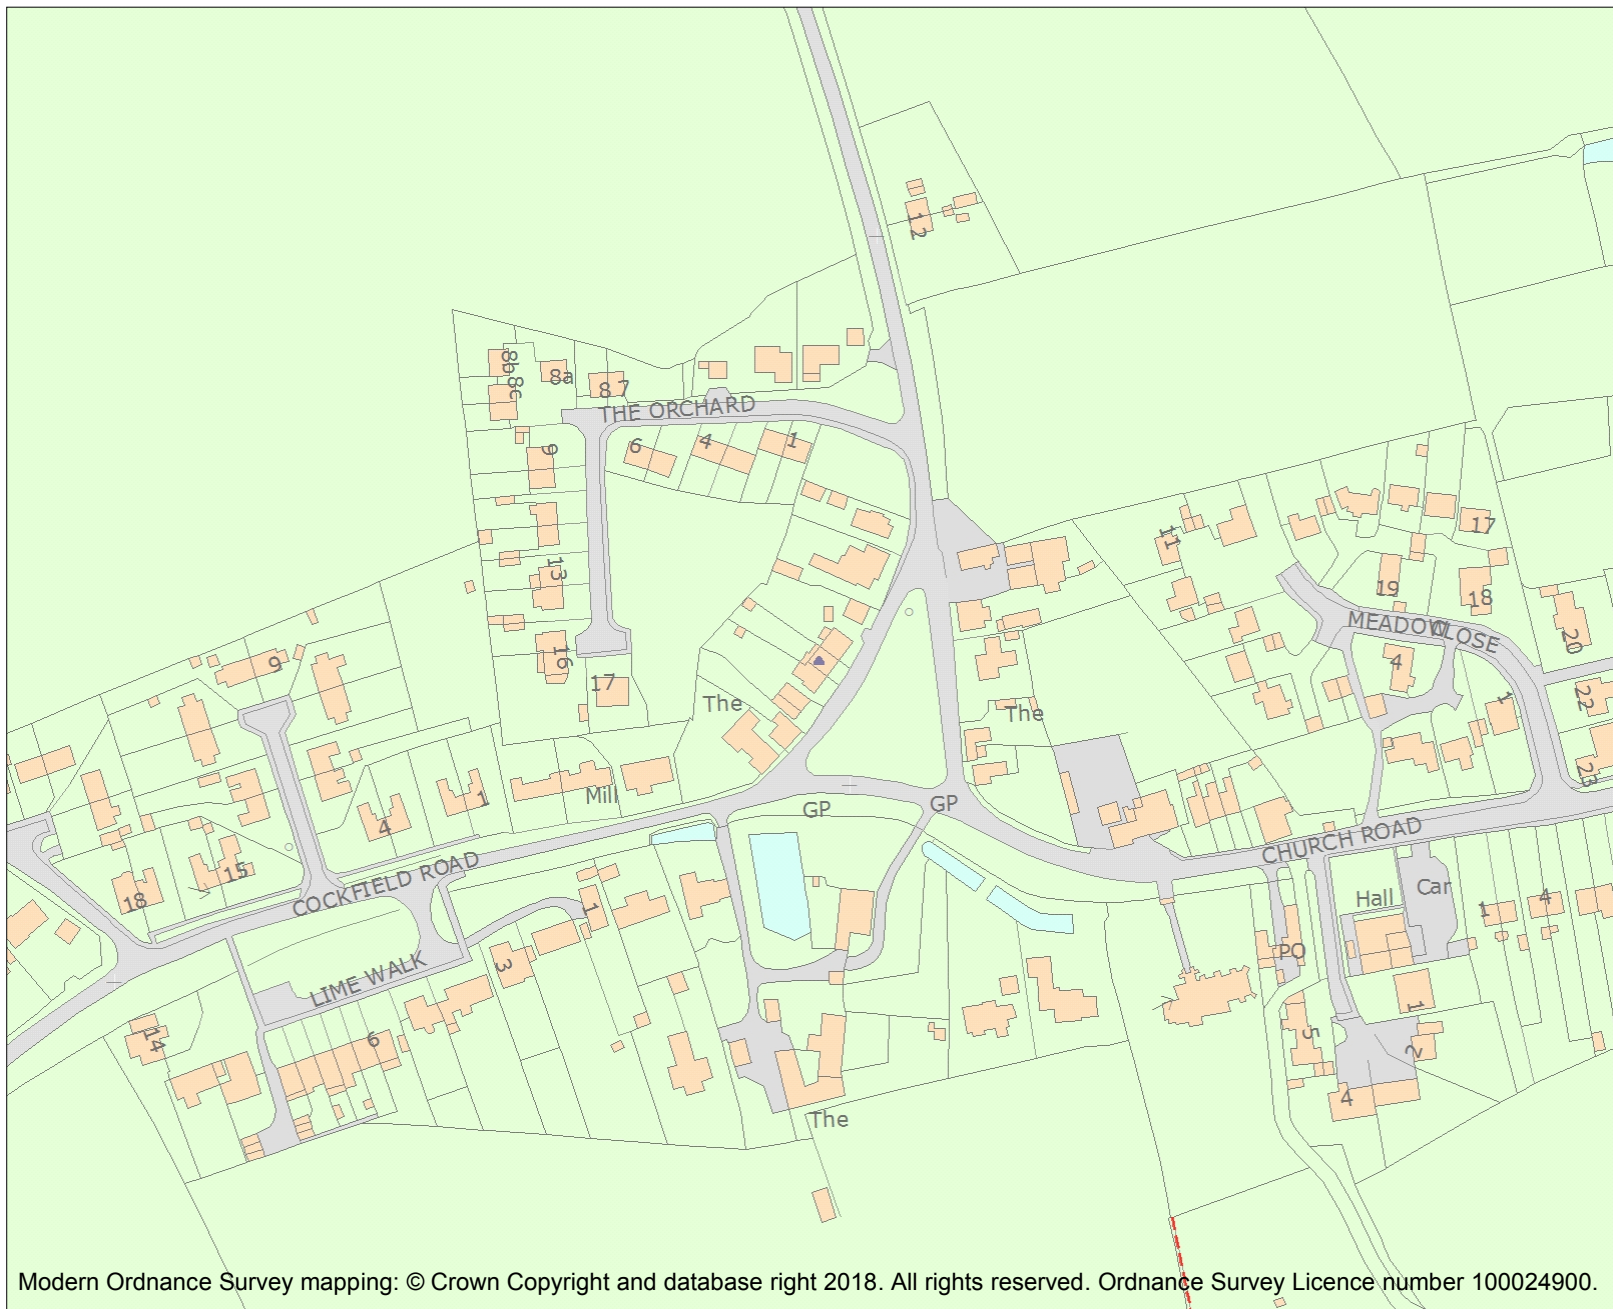 12
8b
8c
8a
8 7
THE ORCHARD
6
4
1
9
11
17
13
19
18
MEADOW CLOSE
20
16
9
17
The
The
4
22
1
23
Mill
1
GP
GP
4
CHURCH ROAD
15
COCKFIELD ROAD
18
Hall
Car
1
4
1
PO
3
LIME WALK
14
6
1
5
2
4
The
Modern Ordnance Survey mapping: © Crown Copyright and database right 2018. All rights reserved. Ordnance Survey Licence number 100024900.